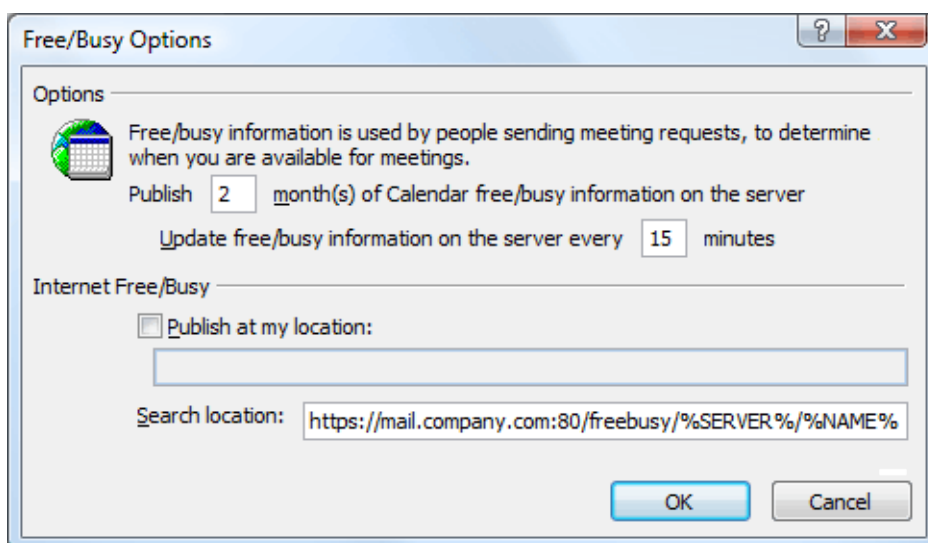 Free/Busy Options
Options
Free/busy information is used by people sending meeting requests, to determine
when you are available for meetings.
Publish 2 month(s) of Calendar free/busy information on the server
Update free/busy information on the server every 15 minutes
Internet Free/Busy
Publish at my location:
Search location: https://mail.company.com:80/freebusy/%SERVER%/%NAME%
OK Cancel